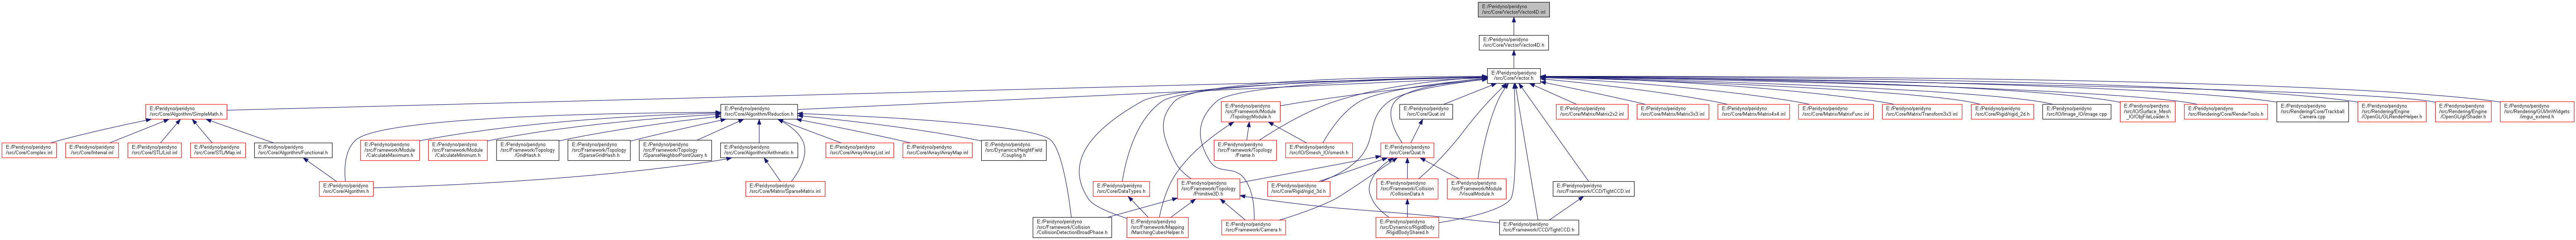 E:/Peridyno/peridyno
/src/Core/Vector/Vector4D.inl
E:/Peridyno/peridyno
/src/Core/Vector/Vector4D.h
E:/Peridyno/peridyno
/src/Core/Vector.h
E:/Peridyno/peridyno
/src/Core/Algorithm/SimpleMath.h
E:/Peridyno/peridyno
/src/Core/Algorithm/Reduction.h
E:/Peridyno/peridyno
/src/Framework/Module
/TopologyModule.h
E:/Peridyno/peridyno
/src/Core/Quat.inl
E:/Peridyno/peridyno
/src/Core/Matrix/Matrix2x2.inl
E:/Peridyno/peridyno
/src/Core/Matrix/Matrix3x3.inl
E:/Peridyno/peridyno
/src/Core/Matrix/Matrix4x4.inl
E:/Peridyno/peridyno
/src/Core/Matrix/MatrixFunc.inl
E:/Peridyno/peridyno
/src/Core/Matrix/Transform3x3.inl
E:/Peridyno/peridyno
/src/Core/Rigid/rigid_2d.h
E:/Peridyno/peridyno
/src/IO/Image_IO/image.cpp
E:/Peridyno/peridyno
/src/IO/Surface_Mesh
_IO/ObjFileLoader.h
E:/Peridyno/peridyno
/src/Rendering/Core/RenderTools.h
E:/Peridyno/peridyno
/src/Rendering/Core/Trackball
Camera.cpp
E:/Peridyno/peridyno
/src/Rendering/Engine
/OpenGL/GLRenderHelper.h
E:/Peridyno/peridyno
/src/Rendering/Engine
/OpenGL/gl/Shader.h
E:/Peridyno/peridyno
/src/Rendering/GUI/ImWidgets
/imgui_extend.h
E:/Peridyno/peridyno
/src/Core/Complex.inl
E:/Peridyno/peridyno
/src/Core/Interval.inl
E:/Peridyno/peridyno
/src/Core/STL/List.inl
E:/Peridyno/peridyno
/src/Core/STL/Map.inl
E:/Peridyno/peridyno
/src/Core/Algorithm/Functional.h
E:/Peridyno/peridyno
/src/Framework/Module
/CalculateMaximum.h
E:/Peridyno/peridyno
/src/Framework/Module
/CalculateMinimum.h
E:/Peridyno/peridyno
/src/Framework/Topology
/GridHash.h
E:/Peridyno/peridyno
/src/Framework/Topology
/SparseGridHash.h
E:/Peridyno/peridyno
/src/Framework/Topology
/SparseNeighborPointQuery.h
E:/Peridyno/peridyno
/src/Core/Algorithm/Arithmetic.h
E:/Peridyno/peridyno
/src/Core/Array/ArrayList.inl
E:/Peridyno/peridyno
/src/Core/Array/ArrayMap.inl
E:/Peridyno/peridyno
/src/Dynamics/HeightField
/Coupling.h
E:/Peridyno/peridyno
/src/Framework/Topology
/Frame.h
E:/Peridyno/peridyno
/src/IO/Smesh_IO/smesh.h
E:/Peridyno/peridyno
/src/Core/Quat.h
E:/Peridyno/peridyno
/src/Core/Algorithm.h
E:/Peridyno/peridyno
/src/Core/Matrix/SparseMatrix.inl
E:/Peridyno/peridyno
/src/Core/DataTypes.h
E:/Peridyno/peridyno
/src/Framework/Topology
/Primitive3D.h
E:/Peridyno/peridyno
/src/Core/Rigid/rigid_3d.h
E:/Peridyno/peridyno
/src/Framework/Collision
/CollisionData.h
E:/Peridyno/peridyno
/src/Framework/Module
/VisualModule.h
E:/Peridyno/peridyno
/src/Framework/CCD/TightCCD.inl
E:/Peridyno/peridyno
/src/Framework/Collision
/CollisionDetectionBroadPhase.h
E:/Peridyno/peridyno
/src/Framework/Mapping
/MarchingCubesHelper.h
E:/Peridyno/peridyno
/src/Framework/Camera.h
E:/Peridyno/peridyno
/src/Dynamics/RigidBody
/RigidBodyShared.h
E:/Peridyno/peridyno
/src/Framework/CCD/TightCCD.h